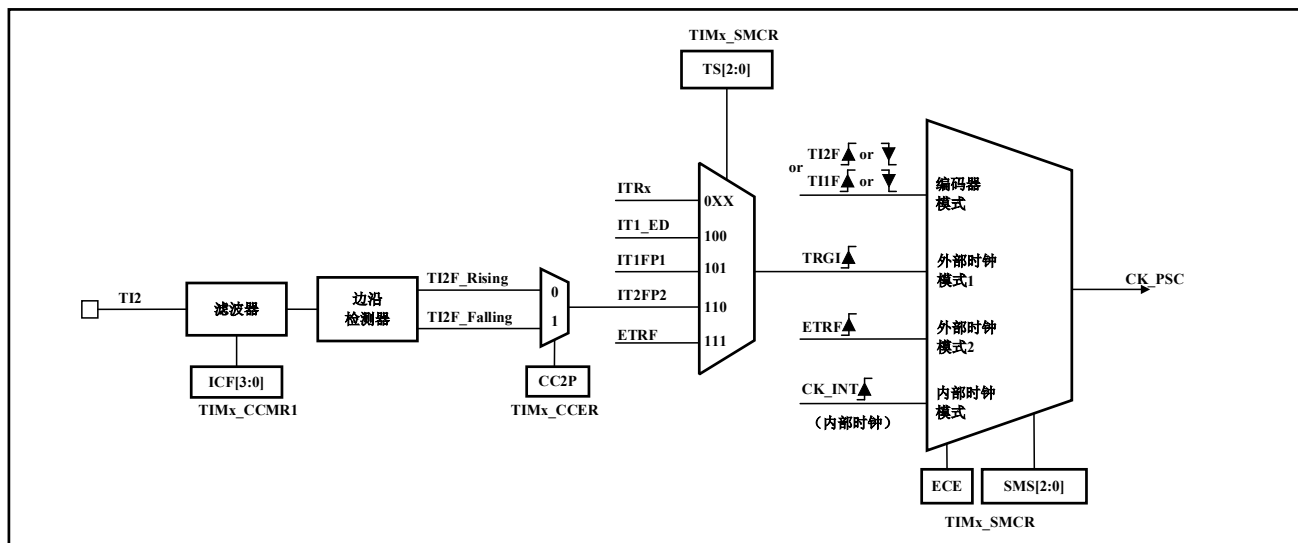 TIMx_SMCR
TS[2:0]
TI2F or
or
TI1F or
编码器
模式
ITRx
0XX
IT1_ED
100
IT1FP1
101
TRGI
外部时钟
模式1
TI2
滤波器
边沿
检测器
TI2F_Rising
TI2F_Falling
0
1
IT2FP2
110
ETRF
111
CK_PSC
ETRF
外部时钟
模式2
ICF[3:0]
TIMx_CCMR1
CC2P
TIMx_CCER
CK_INT
(内部时钟)
内部时钟
模式
ECE
SMS[2:0]
TIMx_SMCR